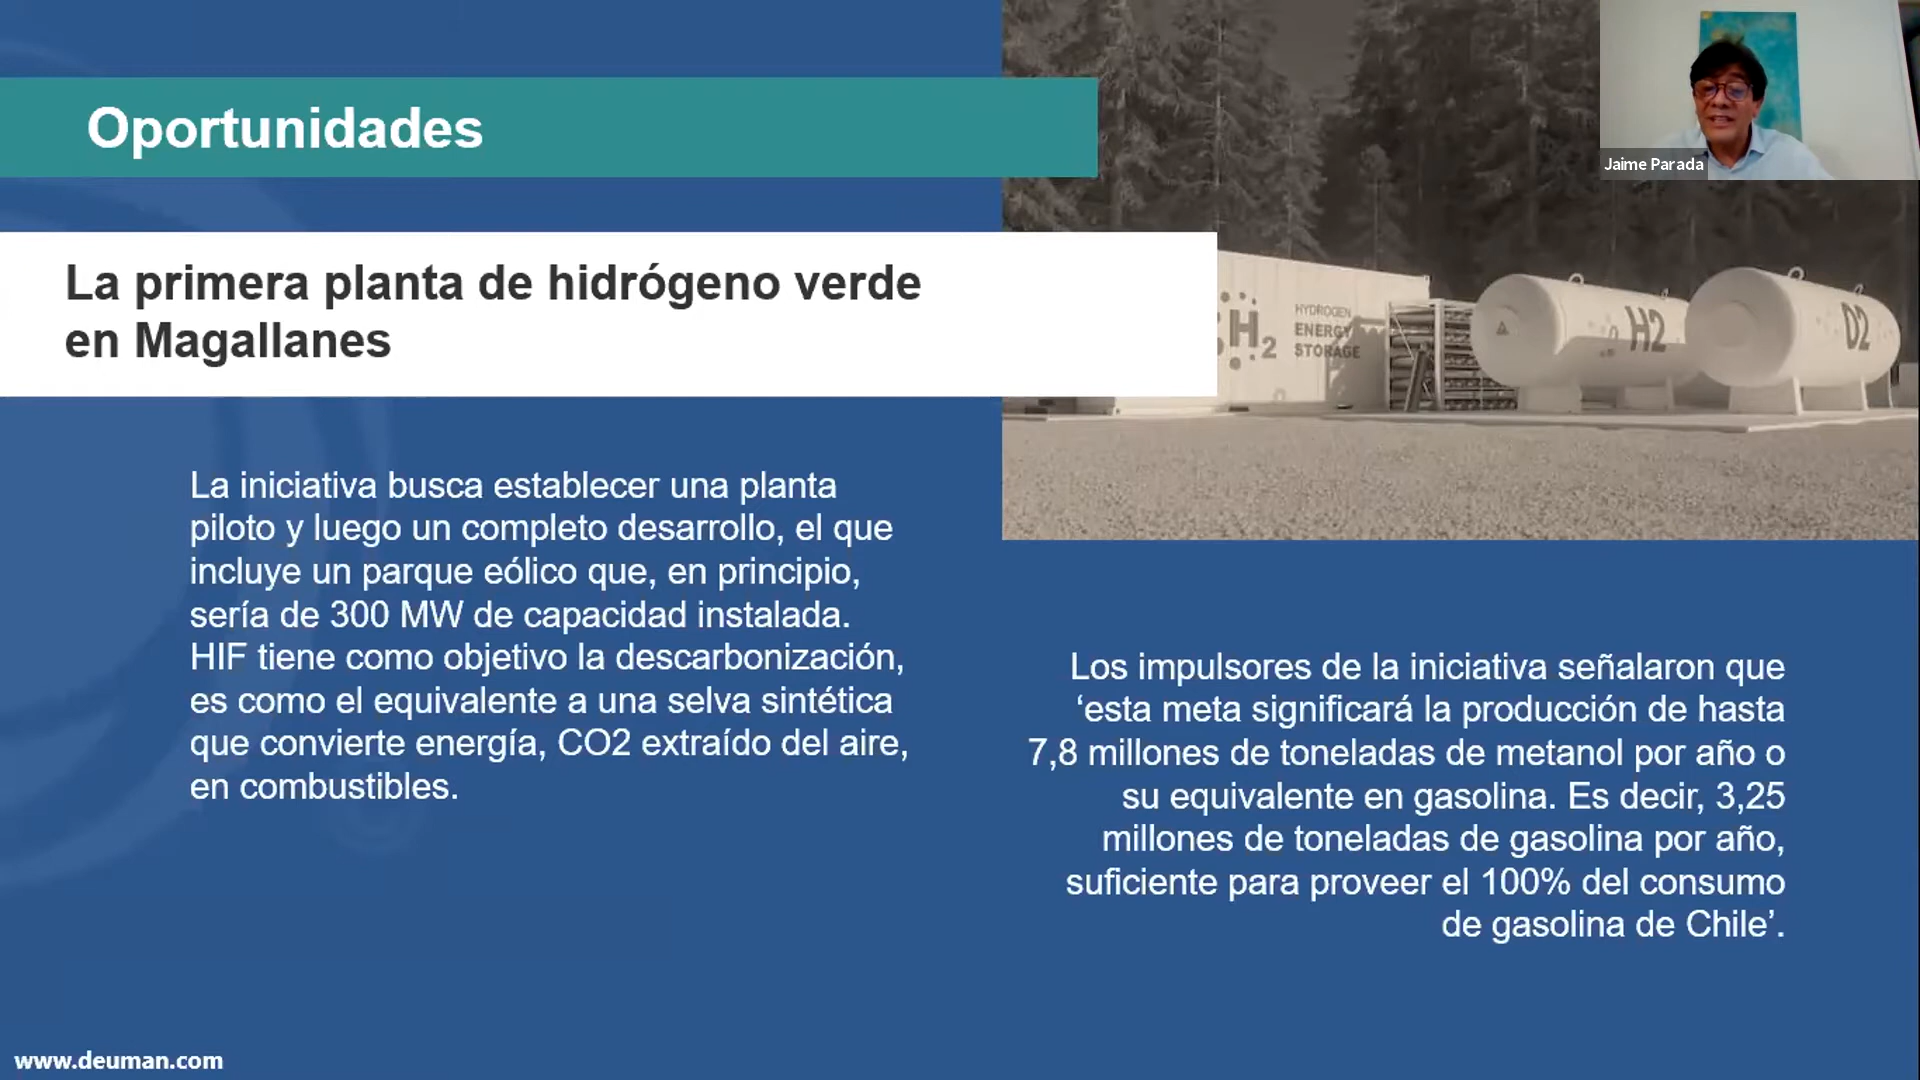 Oportunidades
La primera planta de hidrógeno verde
en Magallanes
H2
HYDROGEN
ENERGY
STORAGE
H2
O2
Jaime Parada
La iniciativa busca establecer una planta
piloto y luego un completo desarrollo, el que
incluye un parque eólico que, en principio,
sería de 300 MW de capacidad instalada.
HIF tiene como objetivo la descarbonización,
es como el equivalente a una selva sintética
que convierte energía, CO2 extraído del aire,
en combustibles.
Los impulsores de la iniciativa señalaron que
‘esta meta significará la producción de hasta
7,8 millones de toneladas de metanol por año o
su equivalente en gasolina. Es decir, 3,25
millones de toneladas de gasolina por año,
suficiente para proveer el 100% del consumo
de gasolina de Chile’.
www.deuman.com